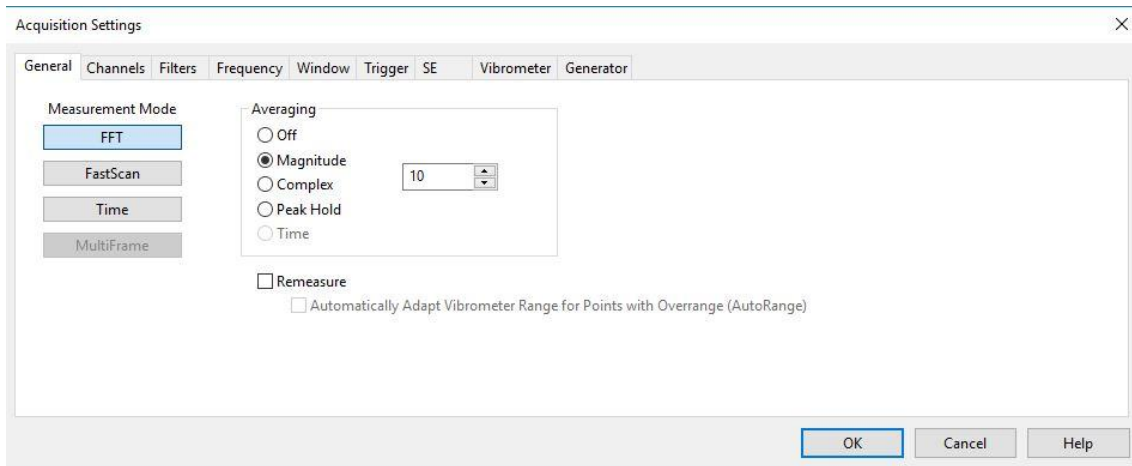 Acquisition Settings
General Channels Filters Frequency Window Trigger SE Vibrometer Generator
Measurement Mode
FFT
FastScan
Time
MultiFrame
Averaging
Off
Magnitude
10
Complex
Peak Hold
Time
Remeasure
Automatically Adapt Vibrometer Range for Points with Overrange (AutoRange)
OK Cancel Help